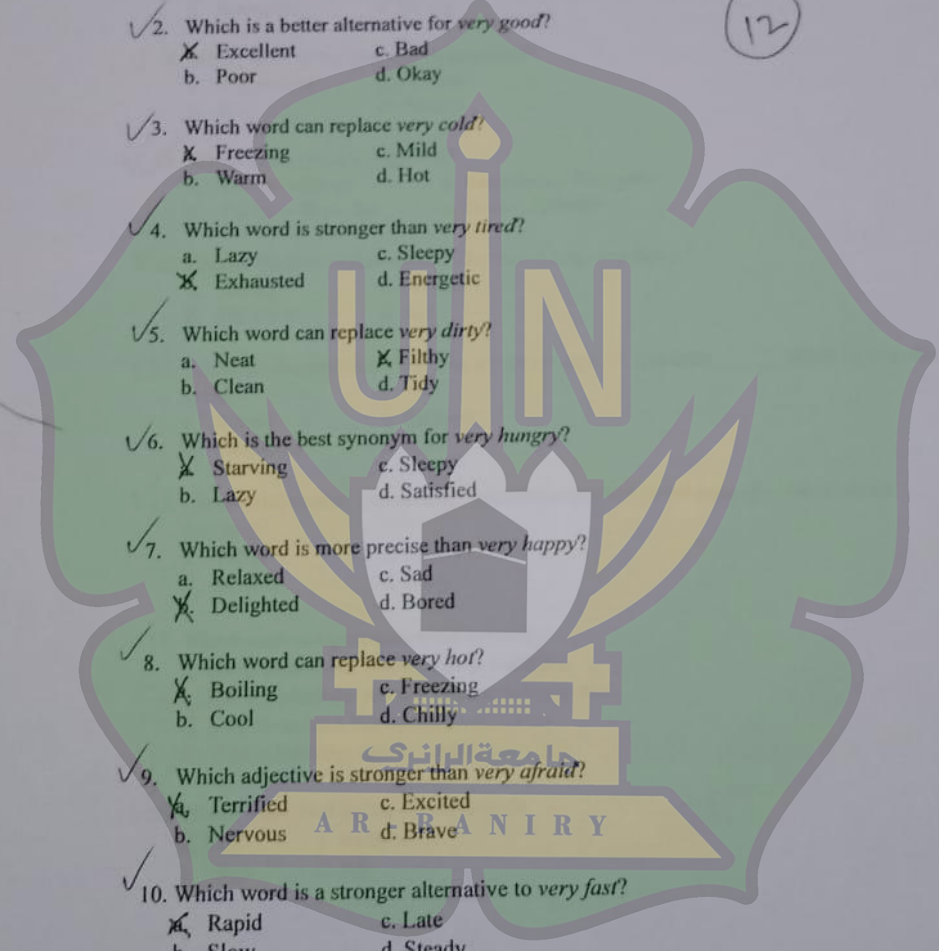 12
2. Which is a better alternative for very good?
a. Excellent c. Bad
b. Poor d. Okay
3. Which word can replace very cold?
a. Freezing c. Mild
b. Warm d. Hot
4. Which word is stronger than very tired?
a. Lazy c. Sleepy
b. Exhausted d. Energetic
5. Which word can replace very dirty?
a. Neat c. Filthy
b. Clean d. Tidy
6. Which is the best synonym for very hungry?
a. Starving c. Sleepy
b. Lazy d. Satisfied
7. Which word is more precise than very happy?
a. Relaxed c. Sad
b. Delighted d. Bored
8. Which word can replace very hot?
a. Boiling c. Freezing
b. Cool d. Chilly
9. Which adjective is stronger than very afraid?
a. Terrified c. Excited
b. Nervous d. Brave
10. Which word is a stronger alternative to very fast?
a. Rapid c. Late
b. Slow d. Steady
UIN
جامعة الرانري
AR-RANIRY